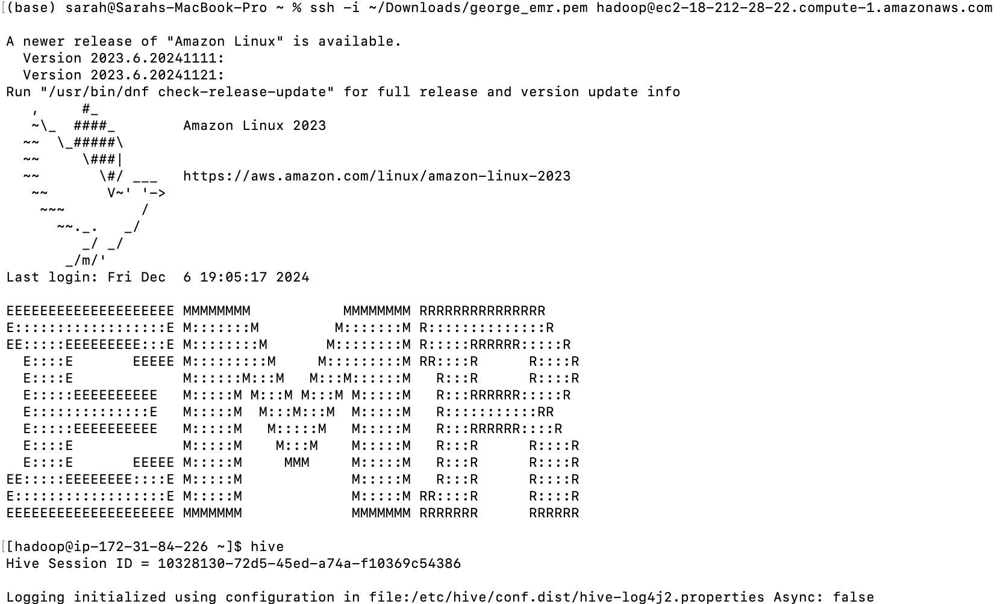 [(base) sarah@Sarahs-MacBook-Pro ~ % ssh -i ~/Downloads/george_emr.pem hadoop@ec2-18-212-28-22.compute-1.amazonaws.com
A newer release of "Amazon Linux" is available.
  Version 2023.6.20241111:
  Version 2023.6.20241121:
Run "/usr/bin/dnf check-release-update" for full release and version update info
   ,     #_
   ~\_  ####_        Amazon Linux 2023
  ~~  \_#####\
  ~~     \###|
  ~~       \#/ ___   https://aws.amazon.com/linux/amazon-linux-2023
   ~~       V~' '->
    ~~~         /
      ~~._.   _/
         _/ _/
       _/m/'
Last login: Fri Dec  6 19:05:17 2024
EEEEEEEEEEEEEEEEEEEE MMMMMMMM           MMMMMMMM RRRRRRRRRRRRRRR
E::::::::::::::::::E M:::::::M         M:::::::M R::::::::::::::R
EE:::::EEEEEEEEE:::E M::::::::M       M::::::::M R:::::RRRRRR:::::R
  E::::E       EEEEE M:::::::::M     M:::::::::M RR::::R      R::::R
  E::::E             M::::::M:::M   M:::M::::::M   R:::R      R::::R
  E:::::EEEEEEEEEE   M:::::M M:::M M:::M M:::::M   R:::RRRRRR:::::R
  E::::::::::::::E   M:::::M  M:::M:::M  M:::::M   R:::::::::::RR
  E:::::EEEEEEEEEE   M:::::M   M:::::M   M:::::M   R:::RRRRRR::::R
  E::::E             M:::::M    M:::M    M:::::M   R:::R      R::::R
  E::::E       EEEEE M:::::M     MMM     M:::::M   R:::R      R::::R
EE:::::EEEEEEEE::::E M:::::M             M:::::M   R:::R      R::::R
E::::::::::::::::::E M:::::M             M:::::M RR::::R      R::::R
EEEEEEEEEEEEEEEEEEEE MMMMMMM             MMMMMMM RRRRRRR      RRRRRR
[[hadoop@ip-172-31-84-226 ~]$ hive
Hive Session ID = 10328130-72d5-45ed-a74a-f10369c54386
Logging initialized using configuration in file:/etc/hive/conf.dist/hive-log4j2.properties Async: false